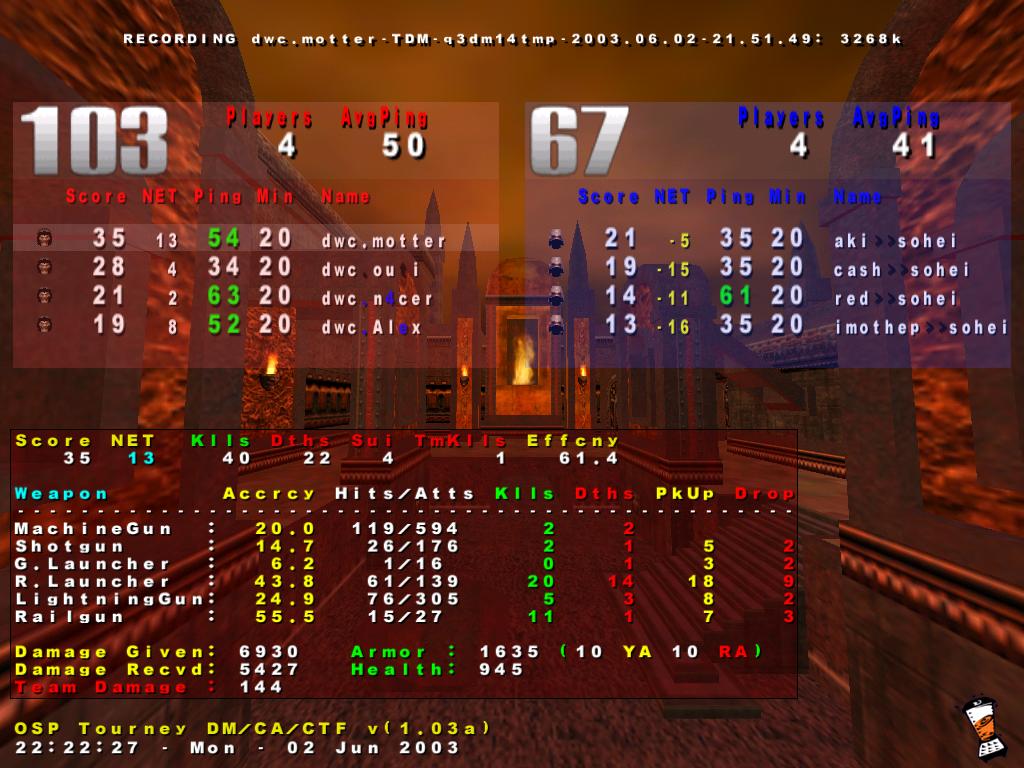 RECORDING dwc.motter-TDM-q3dm14tmp-2003.06.02-21.51.49: 3268k
103 Players AvgPing
4 50
Score NET Ping Min Name
35 13 54 20 dwc.motter
28 4 34 20
21 2 63 20 dwc.n4cer
19 8 52 20 dwc.Alex
67 Players AvgPing
4 41
Score NET Ping Min Name
21 -5 35 20 aki>>sohei
19 -15 35 20 cash>>sohei
14 -11 61 20 red>>sohei
13 -16 35 20 imothep>>sohei
Score NET Klls Dths Sui TmKlls Effcny
35 13 40 22 4 1 61.4
Weapon Accrcy Hits/Atts Klls Dths PkUp Drop
- - - - - - - - - - - - - - - - - - - - - - - - - - - - - - - - - - - - - - - - - - - - - - - - -
MachineGun : 20.0 119/594 2 2
Shotgun : 14.7 26/176 2 1 5 2
G.Launcher : 6.2 1/16 0 1 3 2
R.Launcher : 43.8 61/139 20 14 18 9
LightningGun: 24.9 76/305 5 3 8 2
Railgun : 55.5 15/27 11 1 7 3
Damage Given: 6930 Armor : 1635 (10 YA 10 RA)
Damage Recvd: 5427 Health: 945
Team Damage : 144
OSP Tourney DM/CA/CTF v(1.03a)
22:22:27 - Mon - 02 Jun 2003